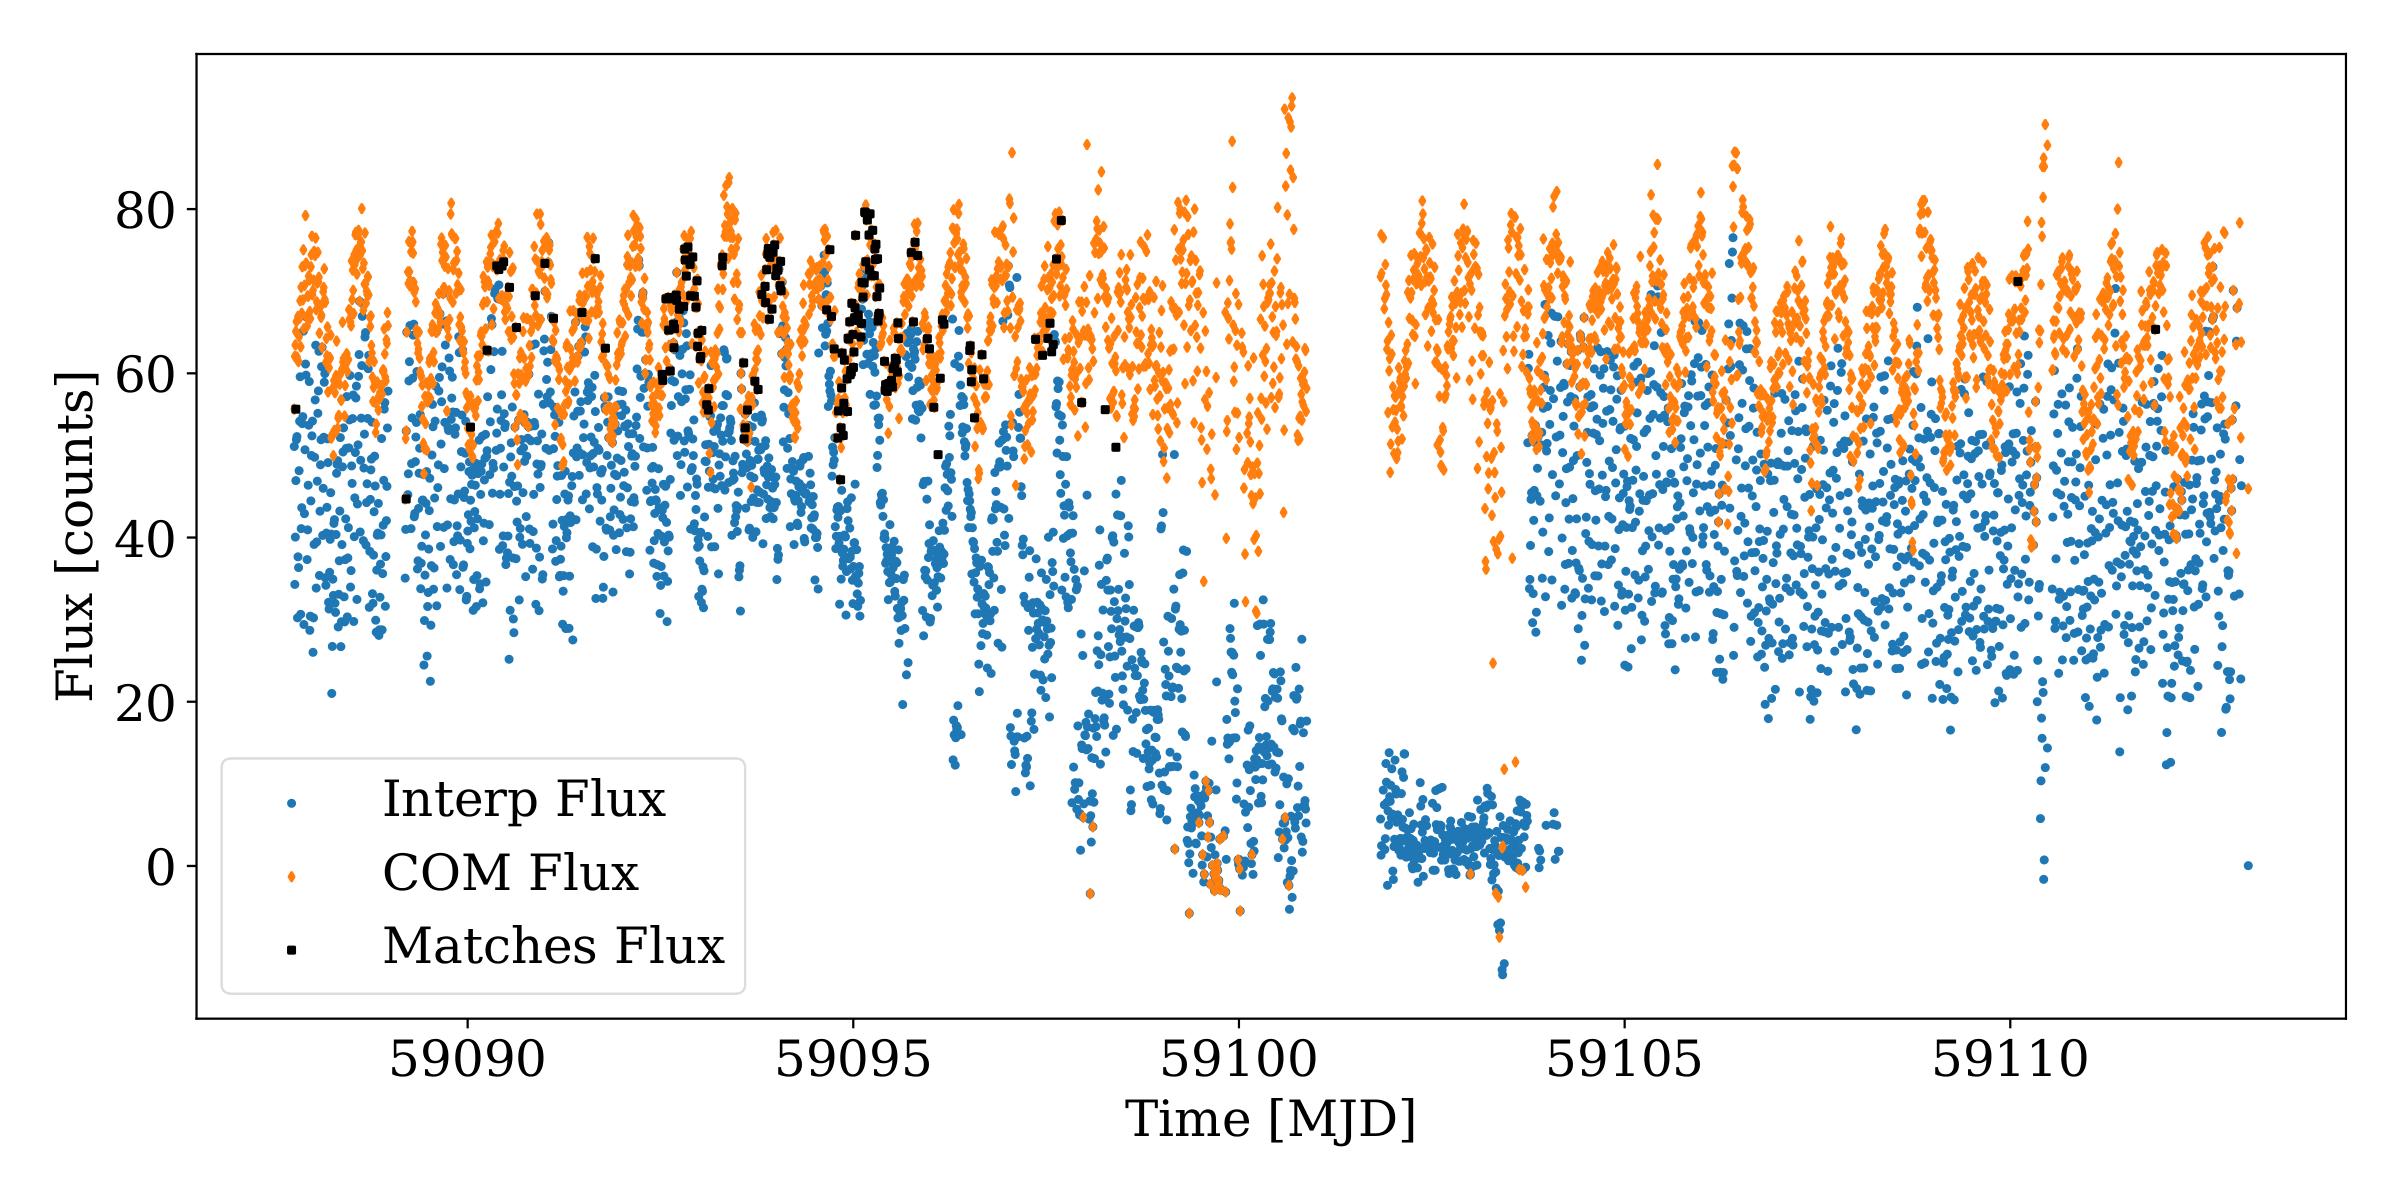 Flux [counts]
80
60
40
20
0
Interp Flux
COM Flux
Matches Flux
59090 59095 59100 59105 59110
Time [MJD]